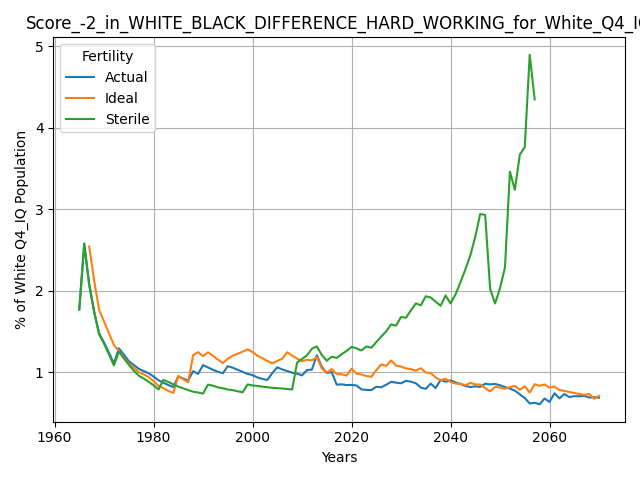 Score_-2_in_WHITE_BLACK_DIFFERENCE_HARD_WORKING_for_White_Q4_IQ
5
Fertility
Actual
Ideal
Sterile
4
3
2
1
% of White Q4_IQ Population
1960
1980
2000
2020
2040
2060
Years